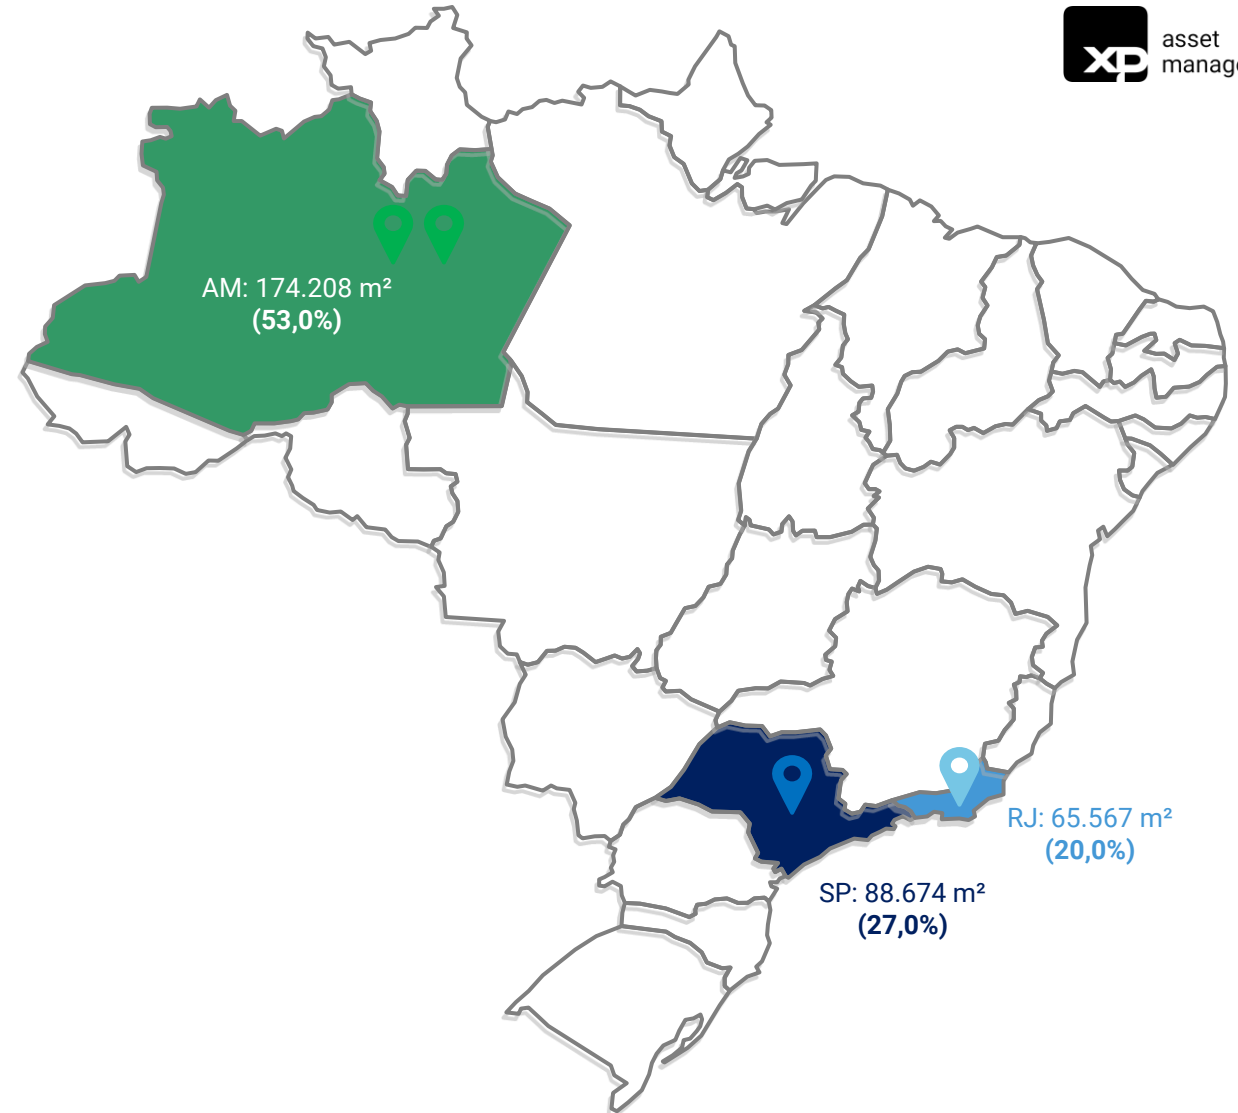 xp
asset
AM: 174.208 m²
(53,0%)
RJ: 65.567 m²
(20,0%)
SP: 88.674 m²
(27,0%)